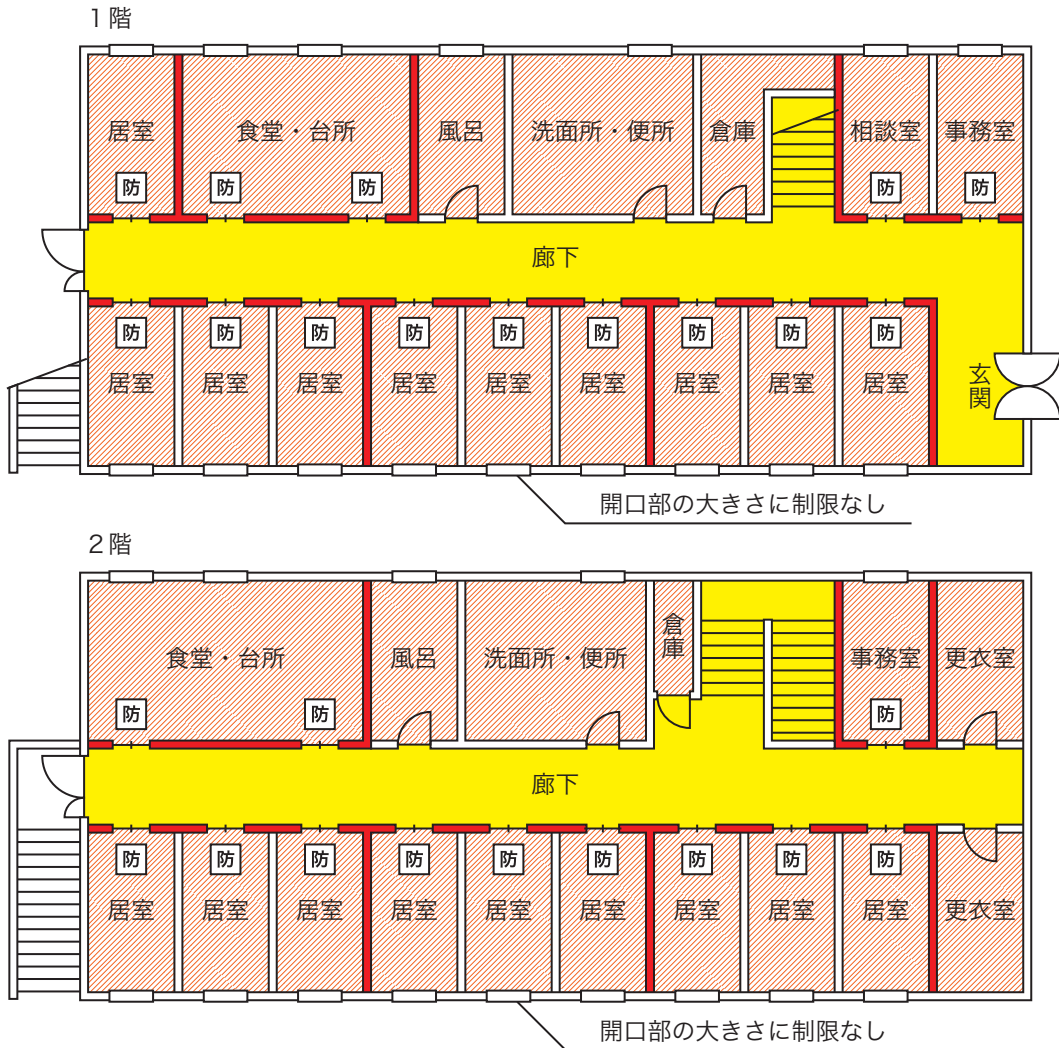 1階
居室
食堂・台所
風呂
洗面所・便所
倉庫
相談室
事務室
防
防
防
防
防
廊下
防
防
防
防
防
防
防
防
防
居室
居室
居室
居室
居室
居室
居室
居室
居室
玄関
開口部の大きさに制限なし
2階
食堂・台所
風呂
洗面所・便所
倉庫
事務室
更衣室
防
防
防
廊下
防
防
防
防
防
防
防
防
防
居室
居室
居室
居室
居室
居室
居室
居室
居室
更衣室
開口部の大きさに制限なし